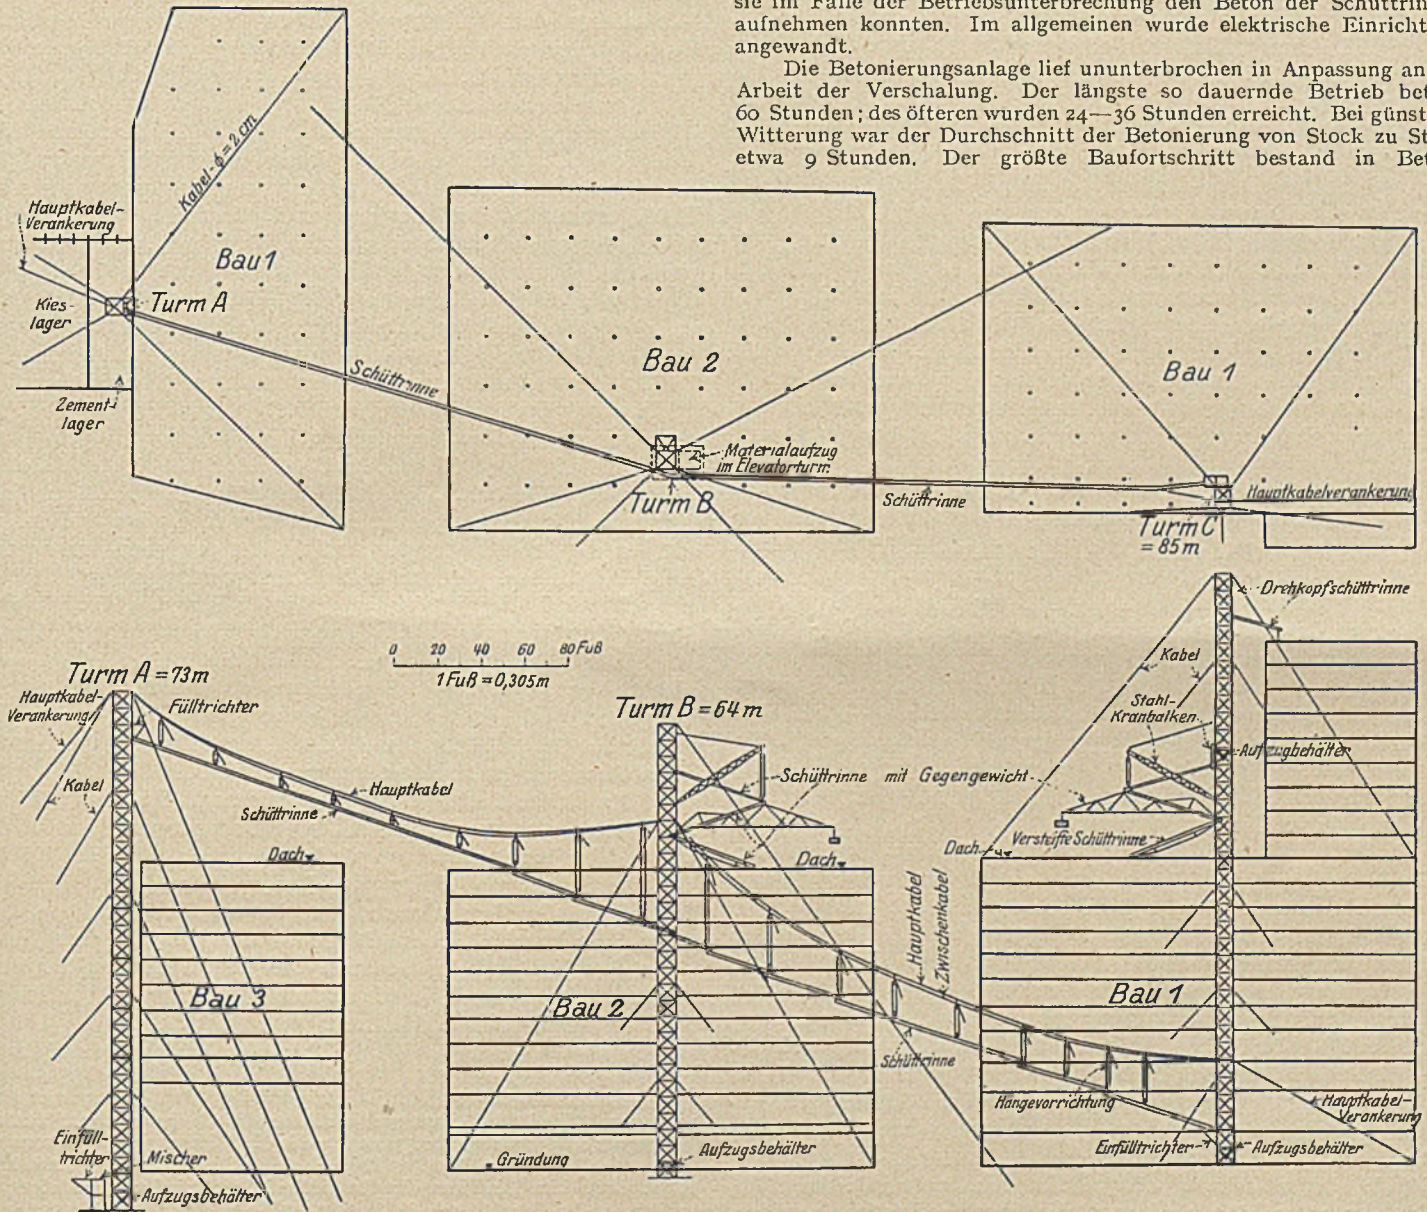 sie im Falle der Betriebsunterbrechung den Beton der Schüttrin
aufnehmen konnten. Im allgemeinen wurde elektrische Einricht
angewandt.
Die Betonierungsanlage lief ununterbrochen in Anpassung an
Arbeit der Verschalung. Der längste so dauernde Betrieb bet
60 Stunden; des öfteren wurden 24—36 Stunden erreicht. Bei günst
Witterung war der Durchschnitt der Betonierung von Stock zu St
etwa 9 Stunden. Der größte Baufortschritt bestand in Bet
Kabel-ϕ=2cm
Hauptkabel-
Verankerung
Bau 1
Turm A
Kies-
lager
Zement-
lager
Schüttrinne
Bau 2
Materialaufzug
im Elevatorturm
Turm B
Schüttrinne
Bau 1
Hauptkabelverankerung
Turm C
=85m
0 20 40 60 80 Fuß
1 Fuß=0,305m
Turm A=73m
Hauptkabel-
Verankerung
Fülltrichter
Kabel
Hauptkabel
Schüttrinne
Dach
Bau 3
Einfüll-
trichter
Mischer
Aufzugsbehälter
Turm B=64m
Schüttrinne mit Gegengewicht
Dach
Bau 2
Gründung
Aufzugsbehälter
Hauptkabel
Zwischenkabel
Schüttrinne
Drehkopfschüttrinne
Kabel
Stahl-
Kranbalken
Aufzugbehälter
Versteifte Schüttrinne
Dach
Bau 1
Hängevorrichtung
Hauptkabel-
Verankerung
Einfülltrichter
Aufzugsbehälter